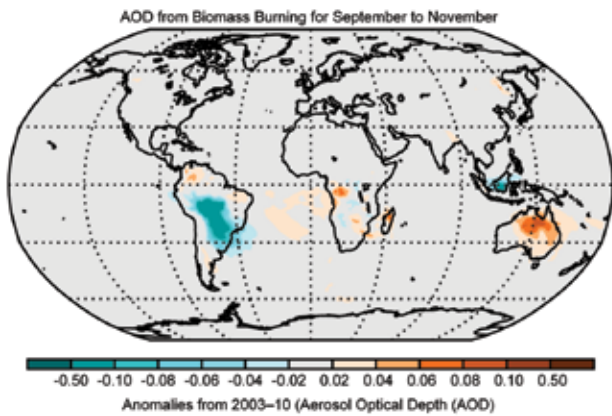 AOD from Biomass Burning for September to November
-0.50 -0.10 -0.08 -0.06 -0.04 -0.02 0.02 0.04 0.06 0.08 0.10 0.50
Anomalies from 2003–10 (Aerosol Optical Depth (AOD)